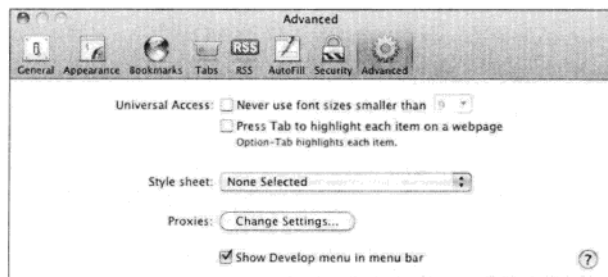 Advanced
RSS
General Appearance Bookmarks Tabs RSS AutoFill Security Advanced
Universal Access: Never use font sizes smaller than 9
Press Tab to highlight each item on a webpage
Option-Tab highlights each item.
Style sheet: None Selected
Proxies: Change Settings...
Show Develop menu in menu bar ?